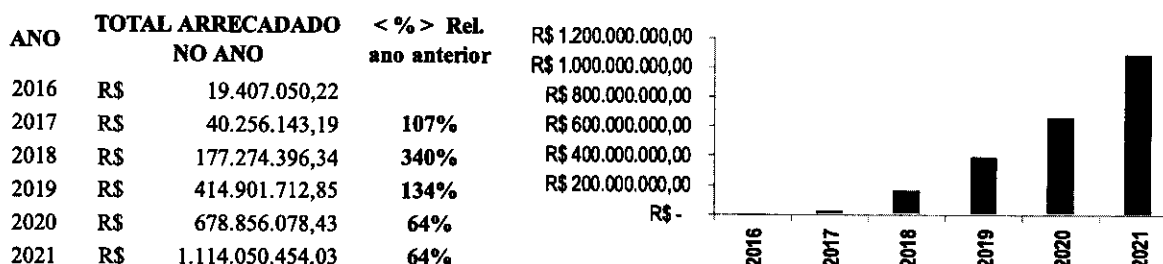 ANO TOTAL ARRECADADO NO ANO < % > Rel. ano anterior
2016 R$ 19.407.050,22
2017 R$ 40.256.143,19 107%
2018 R$ 177.274.396,34 340%
2019 R$ 414.901.712,85 134%
2020 R$ 678.856.078,43 64%
2021 R$ 1.114.050.454,03 64%
R$ 1.200.000.000,00
R$ 1.000.000.000,00
R$ 800.000.000,00
R$ 600.000.000,00
R$ 400.000.000,00
R$ 200.000.000,00
R$ -
2016 2017 2018 2019 2020 2021